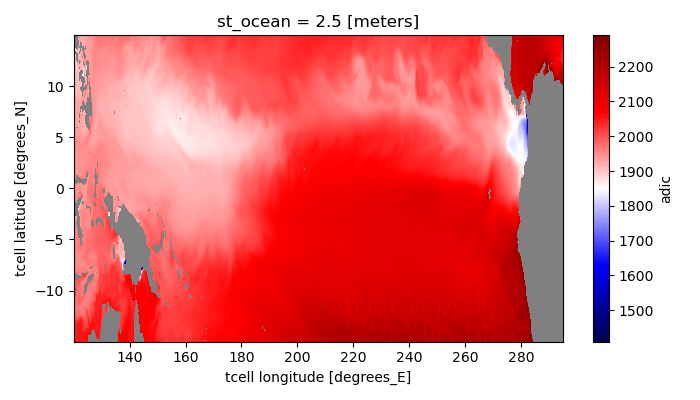 st_ocean = 2.5 [meters]
10
5
0
−5
−10
tcell latitude [degrees_N]
140 160 180 200 220 240 260 280
tcell longitude [degrees_E]
2200
2100
2000
1900
1800
1700
1600
1500
adic